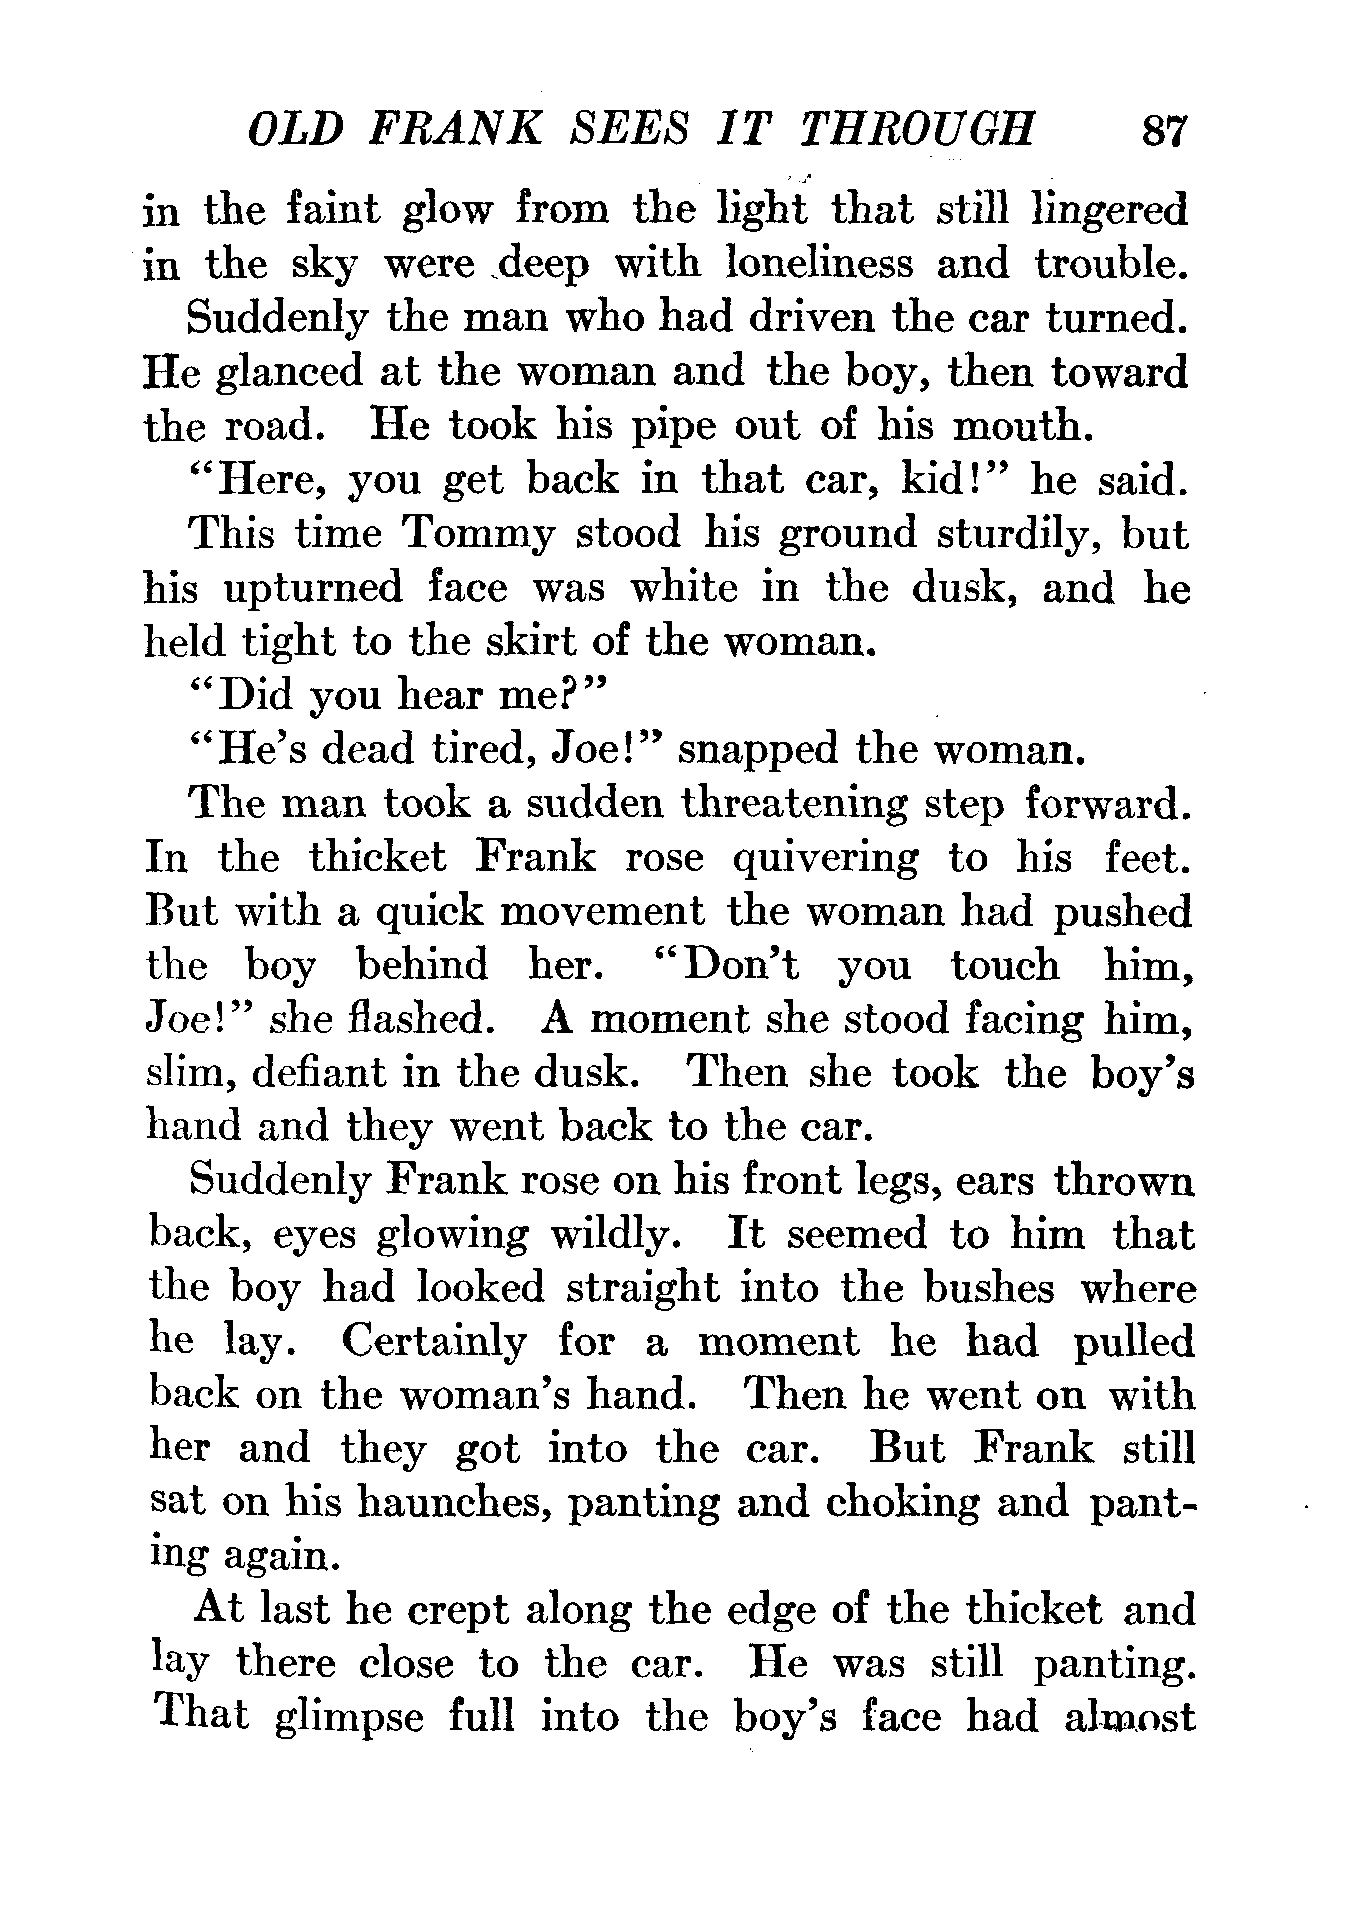 OLD FRANK SEES IT THROUGH 87
in the faint glow from the light that still lingered
in the sky were deep with loneliness and trouble.
Suddenly the man who had driven the car turned.
He glanced at the woman and the boy, then toward
the road. He took his pipe out of his mouth.
"Here, you get back in that car, kid!" he said.
This time Tommy stood his ground sturdily, but
his upturned face was white in the dusk, and he
held tight to the skirt of the woman.
"Did you hear me?"
"He's dead tired, Joe!" snapped the woman.
The man took a sudden threatening step forward.
In the thicket Frank rose quivering to his feet.
But with a quick movement the woman had pushed
the boy behind her. "Don't you touch him,
Joe!" she flashed. A moment she stood facing him,
slim, defiant in the dusk. Then she took the boy's
hand and they went back to the car.
Suddenly Frank rose on his front legs, ears thrown
back, eyes glowing wildly. It seemed to him that
the boy had looked straight into the bushes where
he lay. Certainly for a moment he had pulled
back on the woman's hand. Then he went on with
her and they got into the car. But Frank still
sat on his haunches, panting and choking and pant-
ing again.
At last he crept along the edge of the thicket and
lay there close to the car. He was still panting.
That glimpse full into the boy's face had almost